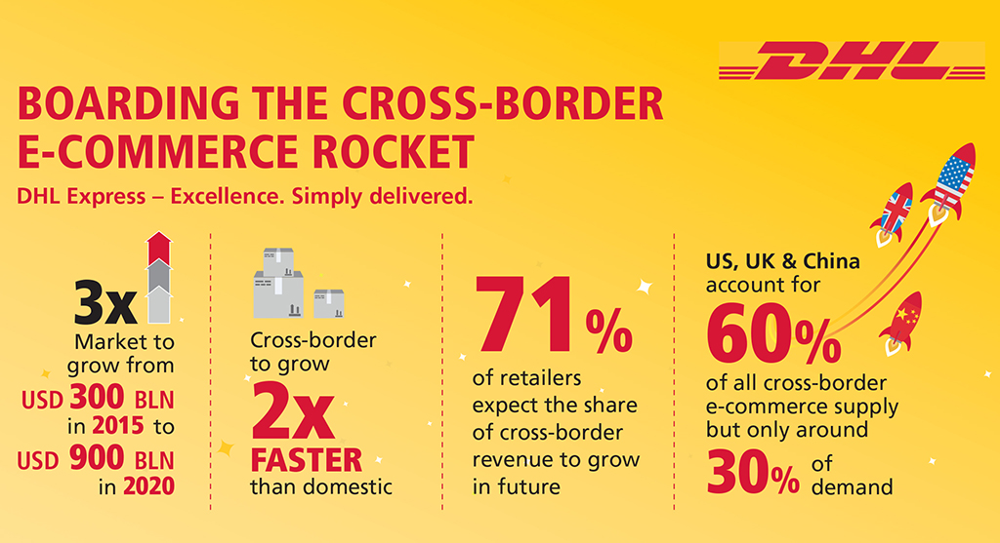 DHL
BOARDING THE CROSS-BORDER
E-COMMERCE ROCKET
DHL Express – Excellence. Simply delivered.
3x
Market to
grow from
USD 300 BLN
in 2015 to
USD 900 BLN
in 2020
Cross-border
to grow
2x
FASTER
than domestic
71%
of retailers
expect the share
of cross-border
revenue to grow
in future
US, UK & China
account for
60%
of all cross-border
e-commerce supply
but only around
30% of
demand